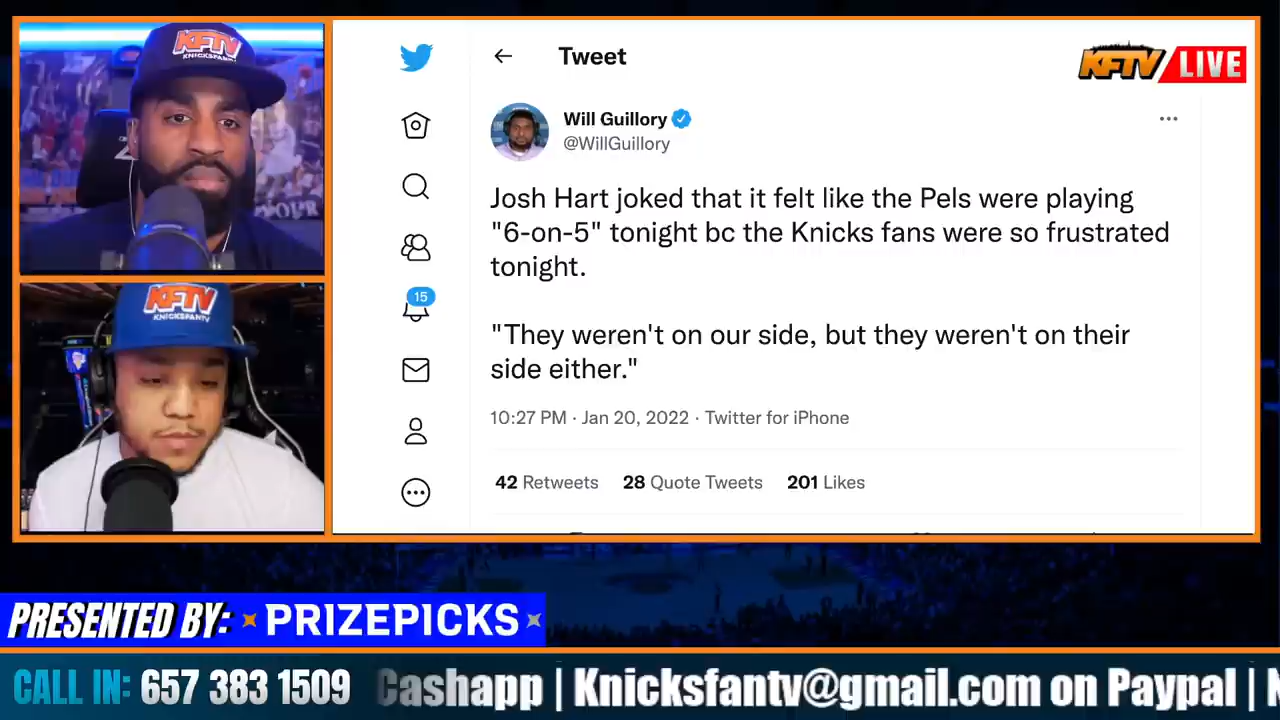 KFTV
KNICKSFANTV
KFTV
KNICKSFANTV
Tweet
KFTV LIVE
Will Guillory
@WillGuillory
Josh Hart joked that it felt like the Pels were playing
"6-on-5" tonight bc the Knicks fans were so frustrated
tonight.
"They weren't on our side, but they weren't on their
side either."
10:27 PM · Jan 20, 2022 · Twitter for iPhone
42 Retweets 28 Quote Tweets 201 Likes
15
PRESENTED BY: PRIZEPICKS
CALL IN: 657 383 1509 Cashapp | Knicksfantv@gmail.com on Paypal |